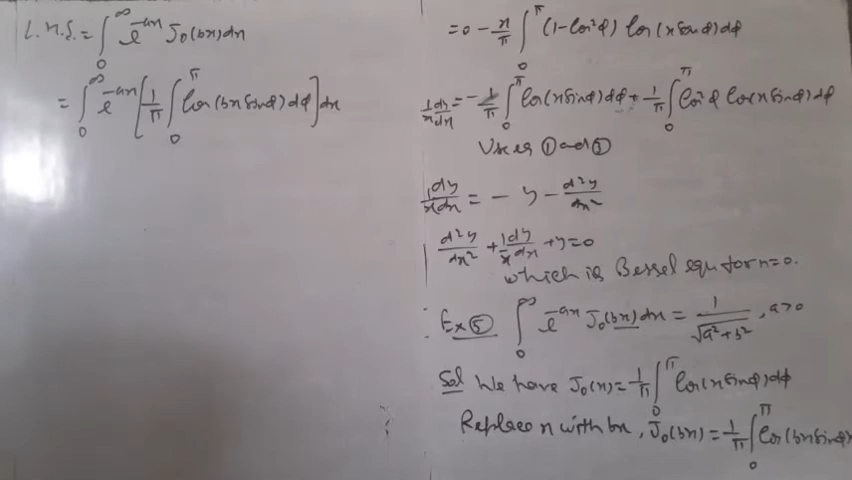 L.H.S. = ∫₀^∞ e^{-ax} J₀(bx) dx
= ∫₀^∞ e^{-ax} [ 1/π ∫₀^π cos(bx sinφ) dφ ] dx
= 0 - x/π ∫₀^π (1-cos²φ) cos(x sinφ) dφ
1/x dy/dx = - 1/π ∫₀^π cos(x sinφ) dφ + 1/π ∫₀^π cos²φ cos(x sinφ) dφ
Use eq ① and ②
1/x dy/dx = - y - d²y/dx²
d²y/dx² + 1/x dy/dx + y = 0
which is Bessel equ for n=0.
Ex ⑤ ∫₀^∞ e^{-ax} J₀(bx) dx = 1/√(a²+b²), a>0
Sol We have J₀(x) = 1/π ∫₀^π cos(x sinφ) dφ
Replace x with bx, J₀(bx) = 1/π ∫₀^π cos(bx sinφ)